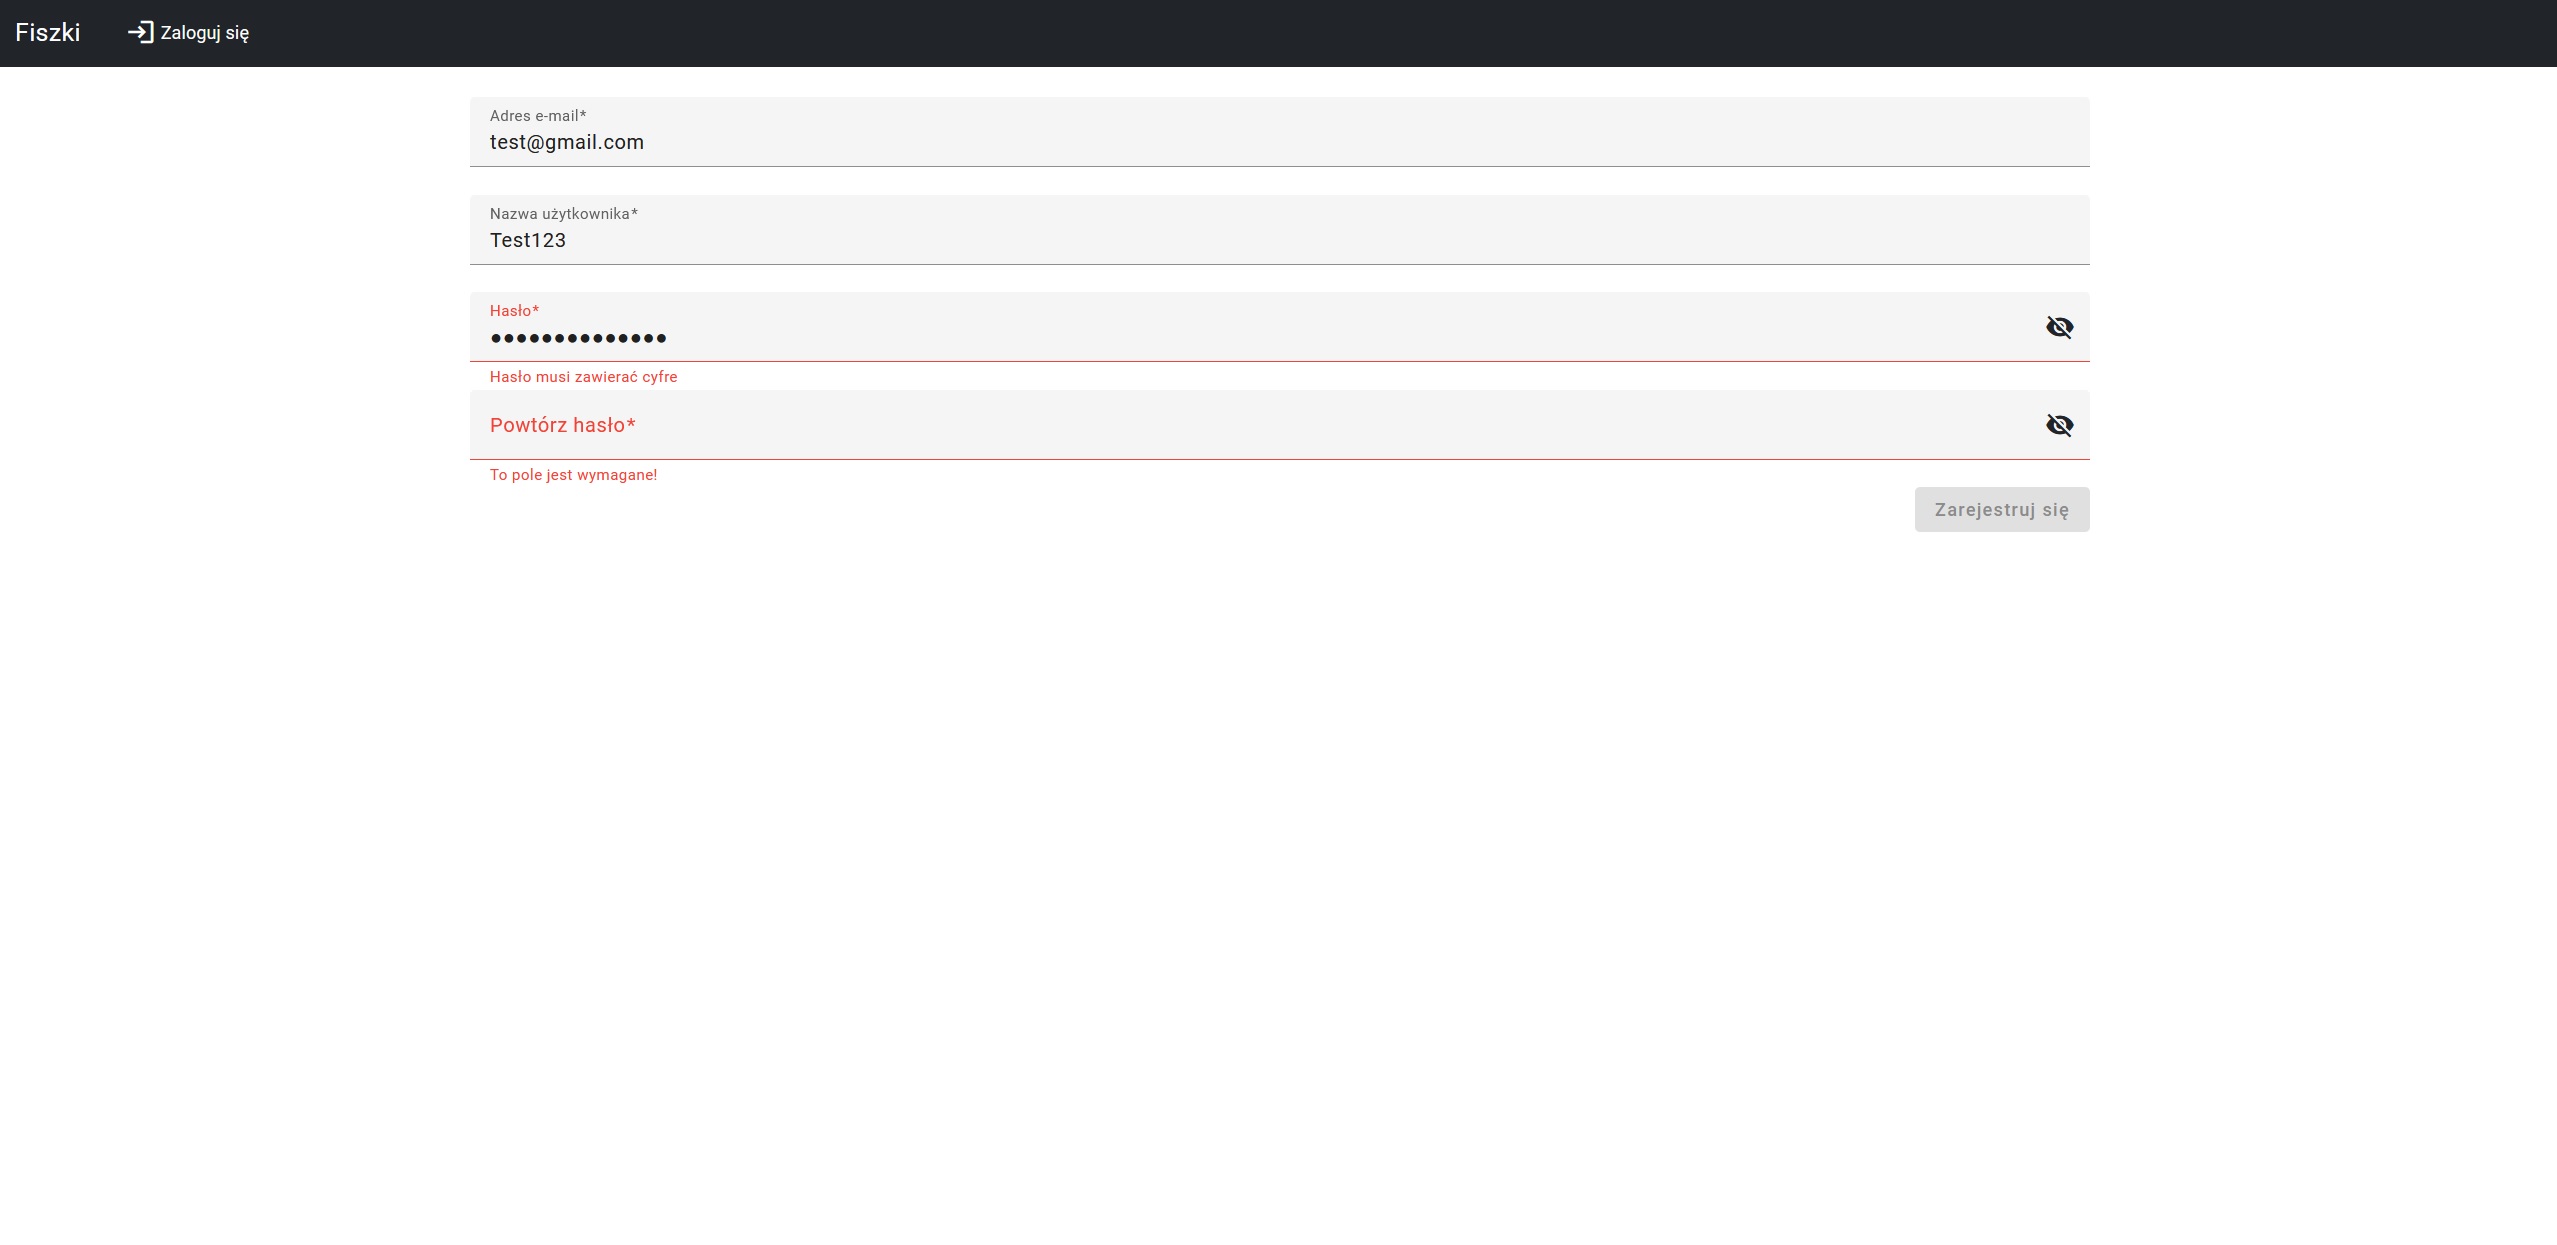 Fiszki
Zaloguj się
Adres e-mail*
test@gmail.com
Nazwa użytkownika*
Test123
Hasło*
••••••••••••••
Hasło musi zawierać cyfre
Powtórz hasło*
To pole jest wymagane!
Zarejestruj się